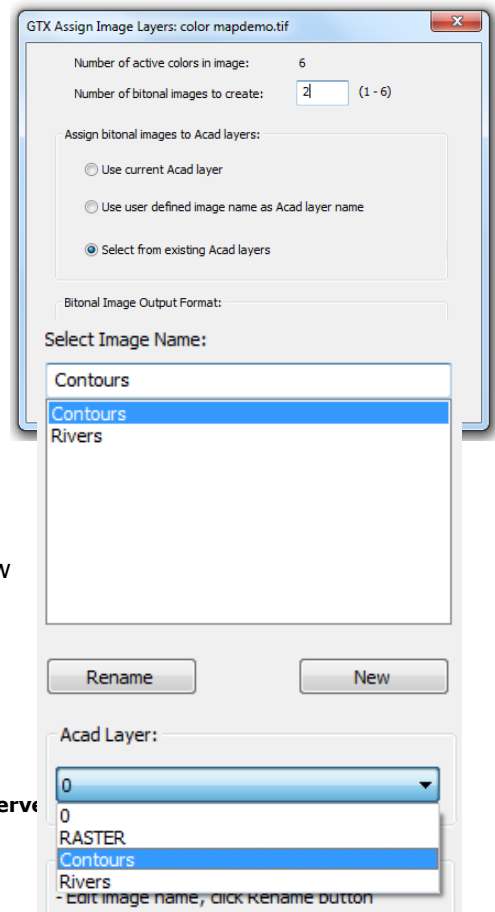 GTX Assign Image Layers: color mapdemo.tif
Number of active colors in image: 6
Number of bitonal images to create: 2 (1 - 6)
Assign bitonal images to Acad layers:
Use current Acad layer
Use user defined image name as Acad layer name
Select from existing Acad layers
Bitonal Image Output Format:
Select Image Name:
Contours
Contours
Rivers
Rename New
Acad Layer:
0
0
RASTER
Contours
Rivers
- Edit image name, click Rename button